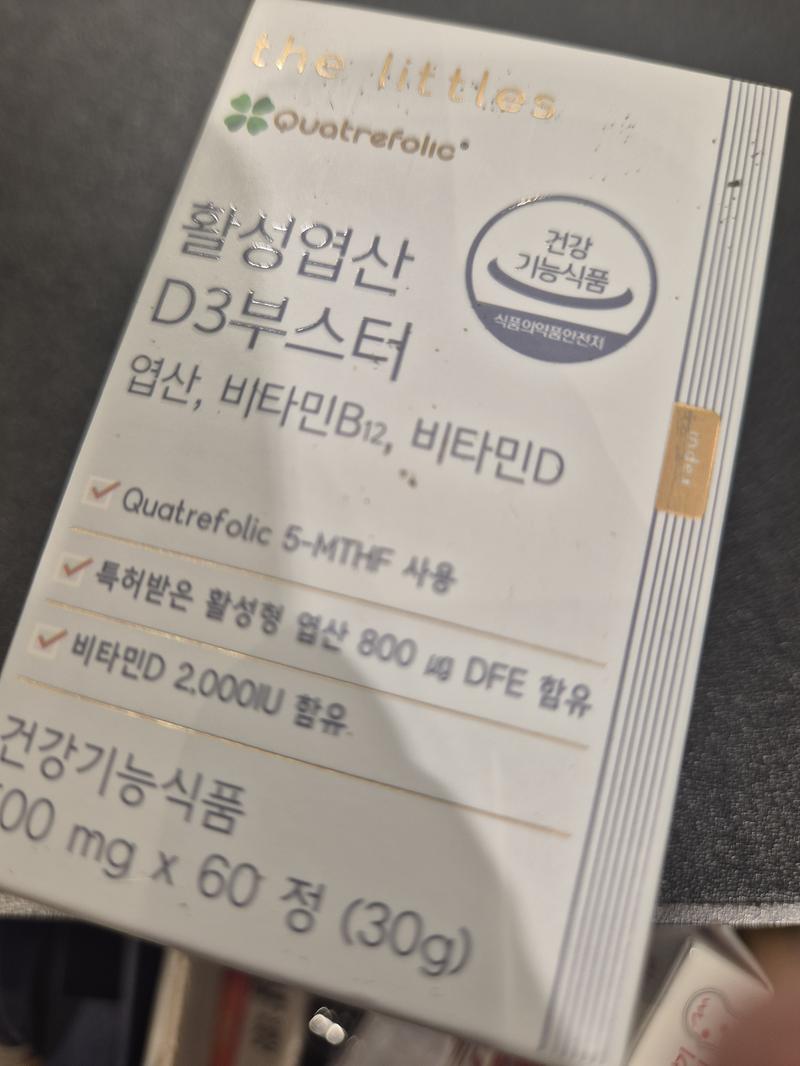 the littles
Quatrefolic®
활성엽산
D3부스터
엽산, 비타민B12, 비타민D
건강
기능식품
식품의약품안전처
Quatrefolic 5-MTHF 사용
특허받은 활성형 엽산 800 ㎍ DFE 함유
비타민D 2,000IU 함유
건강기능식품
00 mg x 60 정 (30g)